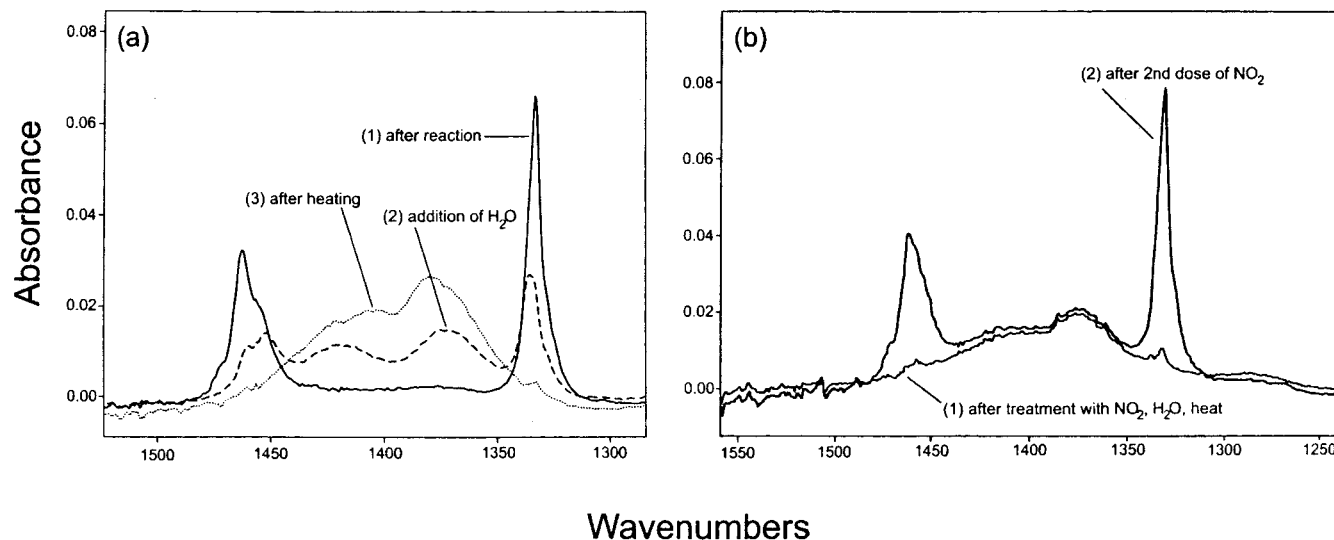 (a)
(b)
Absorbance
0.08
0.06
0.04
0.02
0.00
(1) after reaction
(3) after heating
(2) addition of H₂O
1500
1450
1400
1350
1300
0.08
0.06
0.04
0.02
0.00
(2) after 2nd dose of NO₂
(1) after treatment with NO₂, H₂O, heat
1550
1500
1450
1400
1350
1300
1250
Wavenumbers